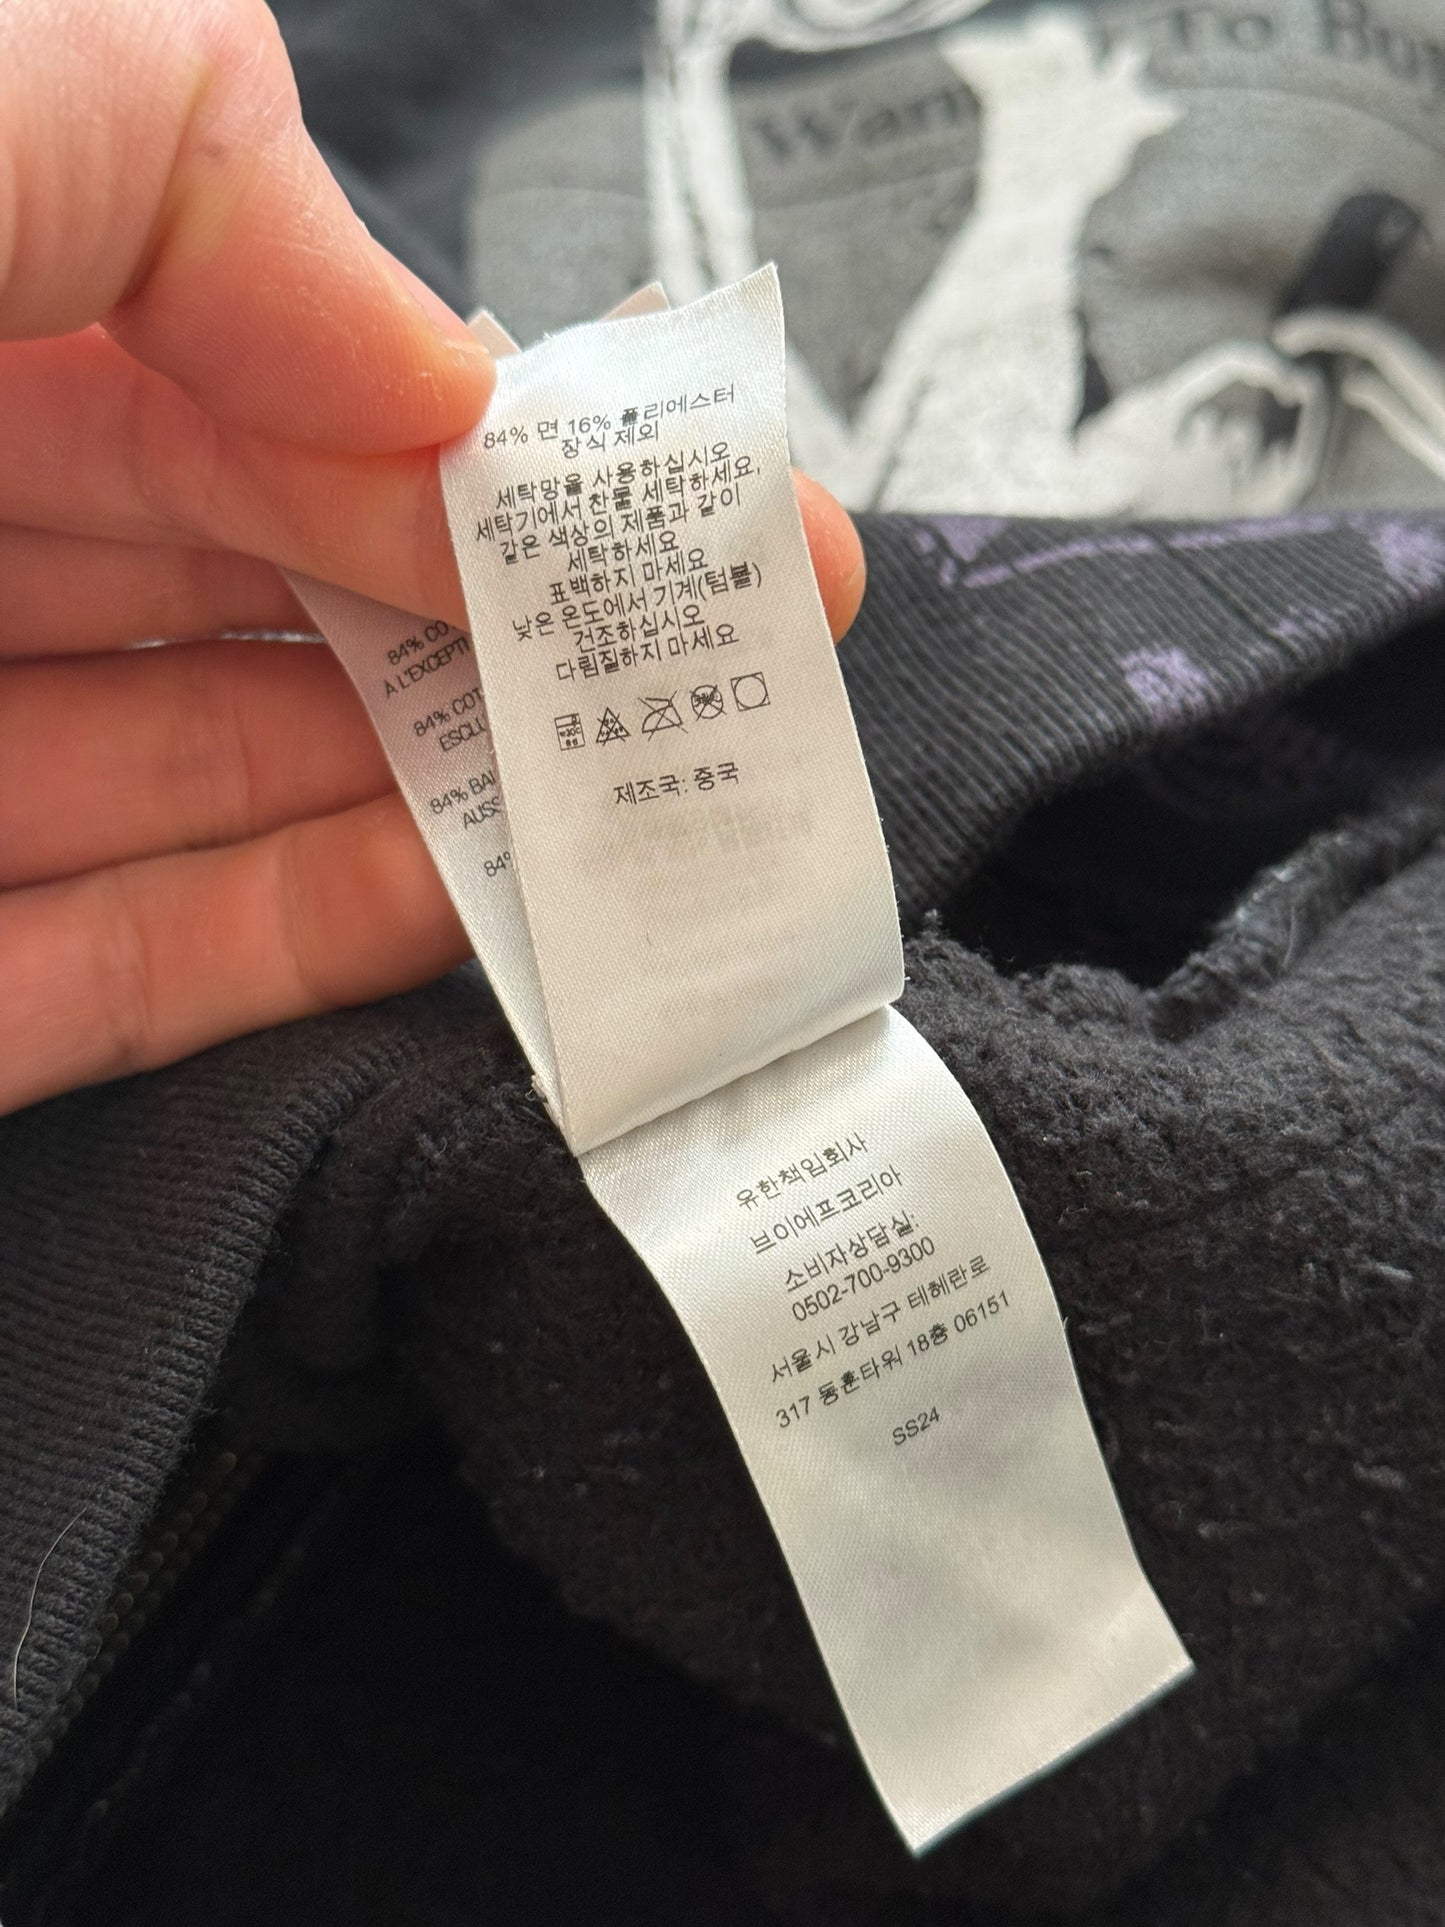 Want To Buy
84% 면 16% 폴리에스터
장식 제외
세탁망을 사용하십시오
세탁기에서 찬물 세탁하세요,
같은 색상의 제품과 같이
세탁하세요
표백하지 마세요
낮은 온도에서 기계(텀블)
건조하십시오
다림질하지 마세요
제조국: 중국
84% CO
A L'EXCEPTI
84% COT
ESCLU
84% BA
AUSS
84%
유한책임회사
브이에프코리아
소비자상담실:
0502-700-9300
서울시 강남구 테헤란로
317 동훈타워 18층 06151
SS24